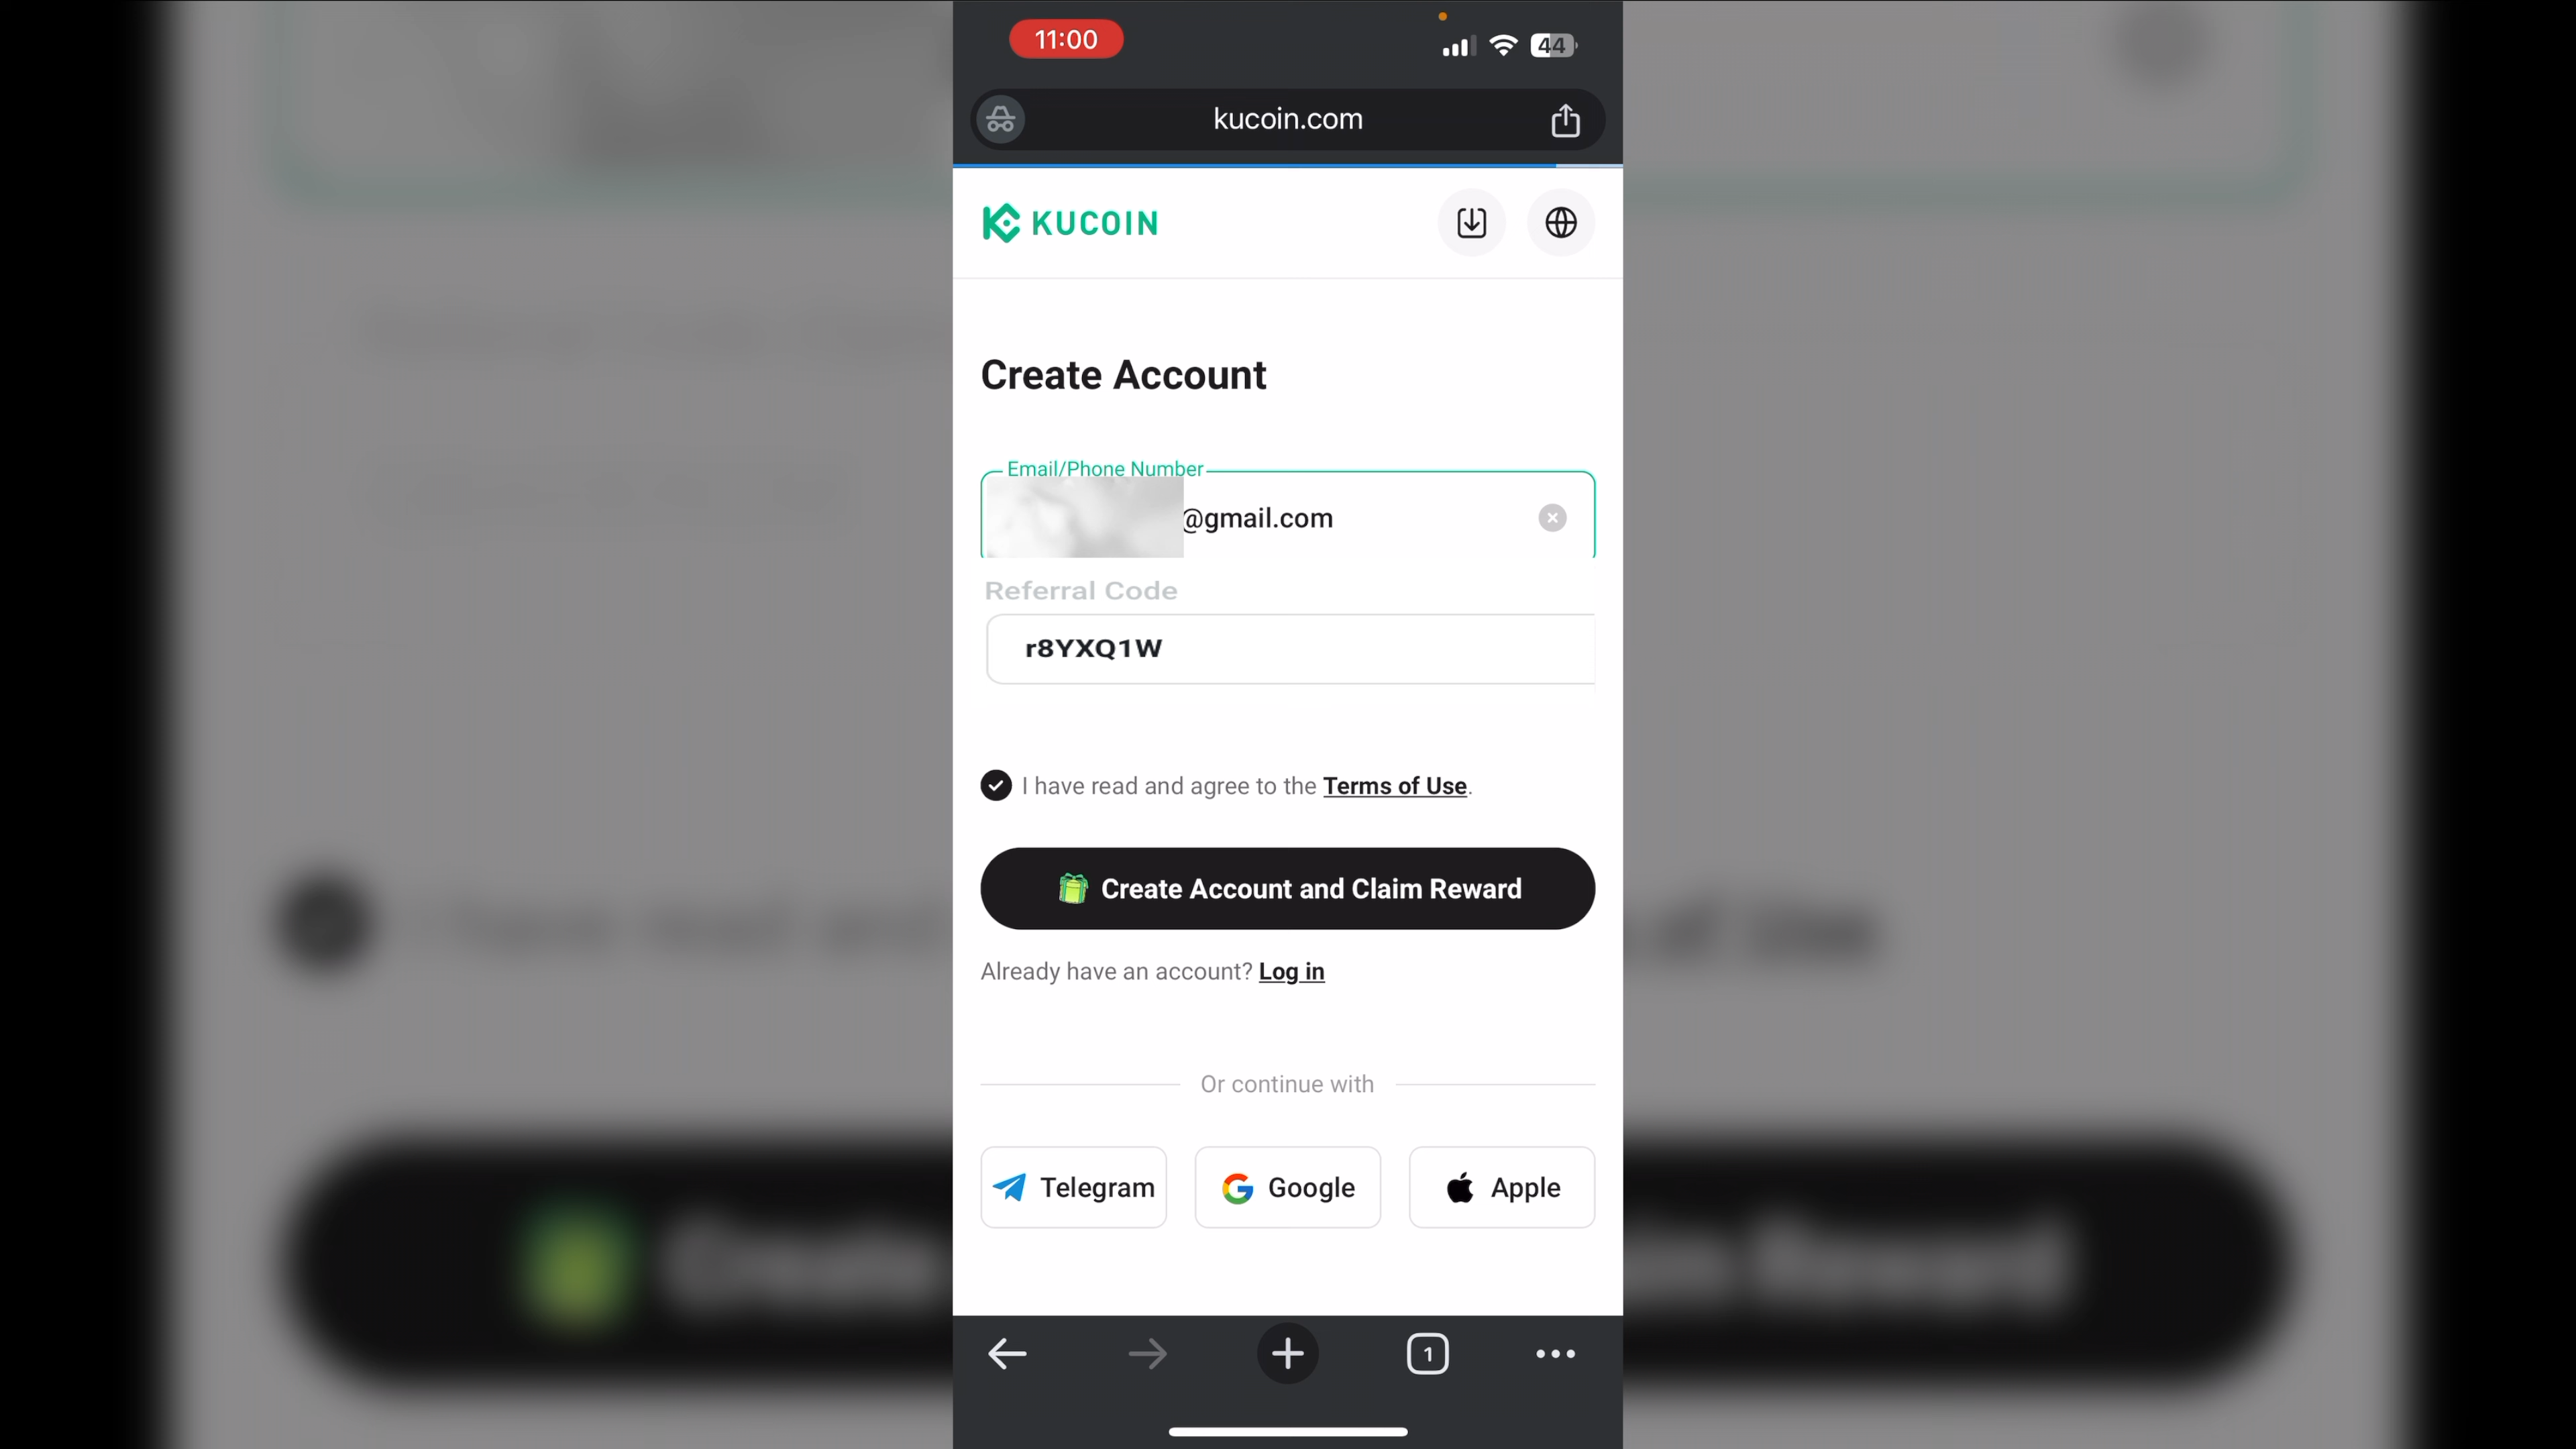 11:00
44
kucoin.com
KUCOIN
Create Account
Email/Phone Number
@gmail.com
Referral Code
r8YXQ1W
I have read and agree to the Terms of Use.
Create Account and Claim Reward
Already have an account? Log in
Or continue with
Telegram
Google
Apple
1